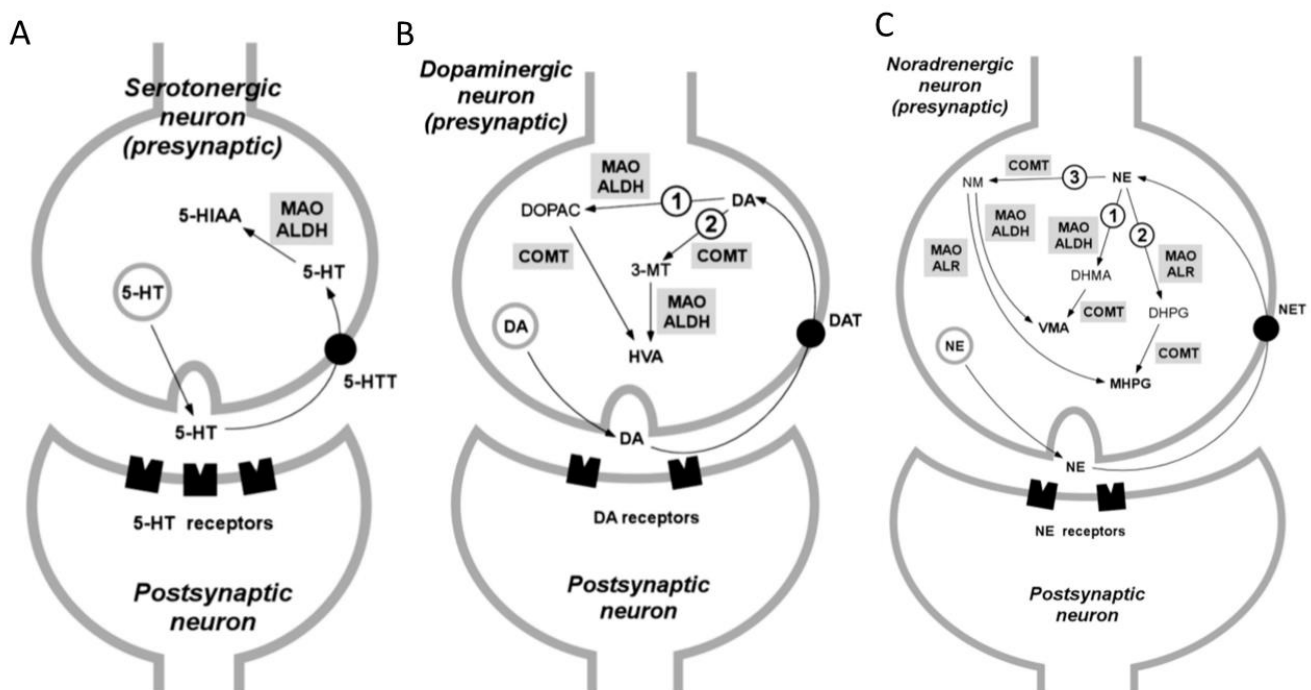 A
Serotonergic
neuron
(presynaptic)
5-HIAA
MAO
ALDH
5-HT
5-HT
5-HTT
5-HT
5-HT receptors
Postsynaptic
neuron
B
Dopaminergic
neuron
(presynaptic)
MAO
ALDH
DOPAC
1
DA
2
COMT
COMT
3-MT
MAO
ALDH
DA
DAT
HVA
DA
DA receptors
Postsynaptic
neuron
C
Noradrenergic
neuron
(presynaptic)
COMT
NM
3
NE
1
2
MAO
ALDH
MAO
ALDH
MAO
ALR
MAO
ALR
DHMA
DHPG
COMT
VMA
NET
NE
COMT
MHPG
NE
NE receptors
Postsynaptic
neuron